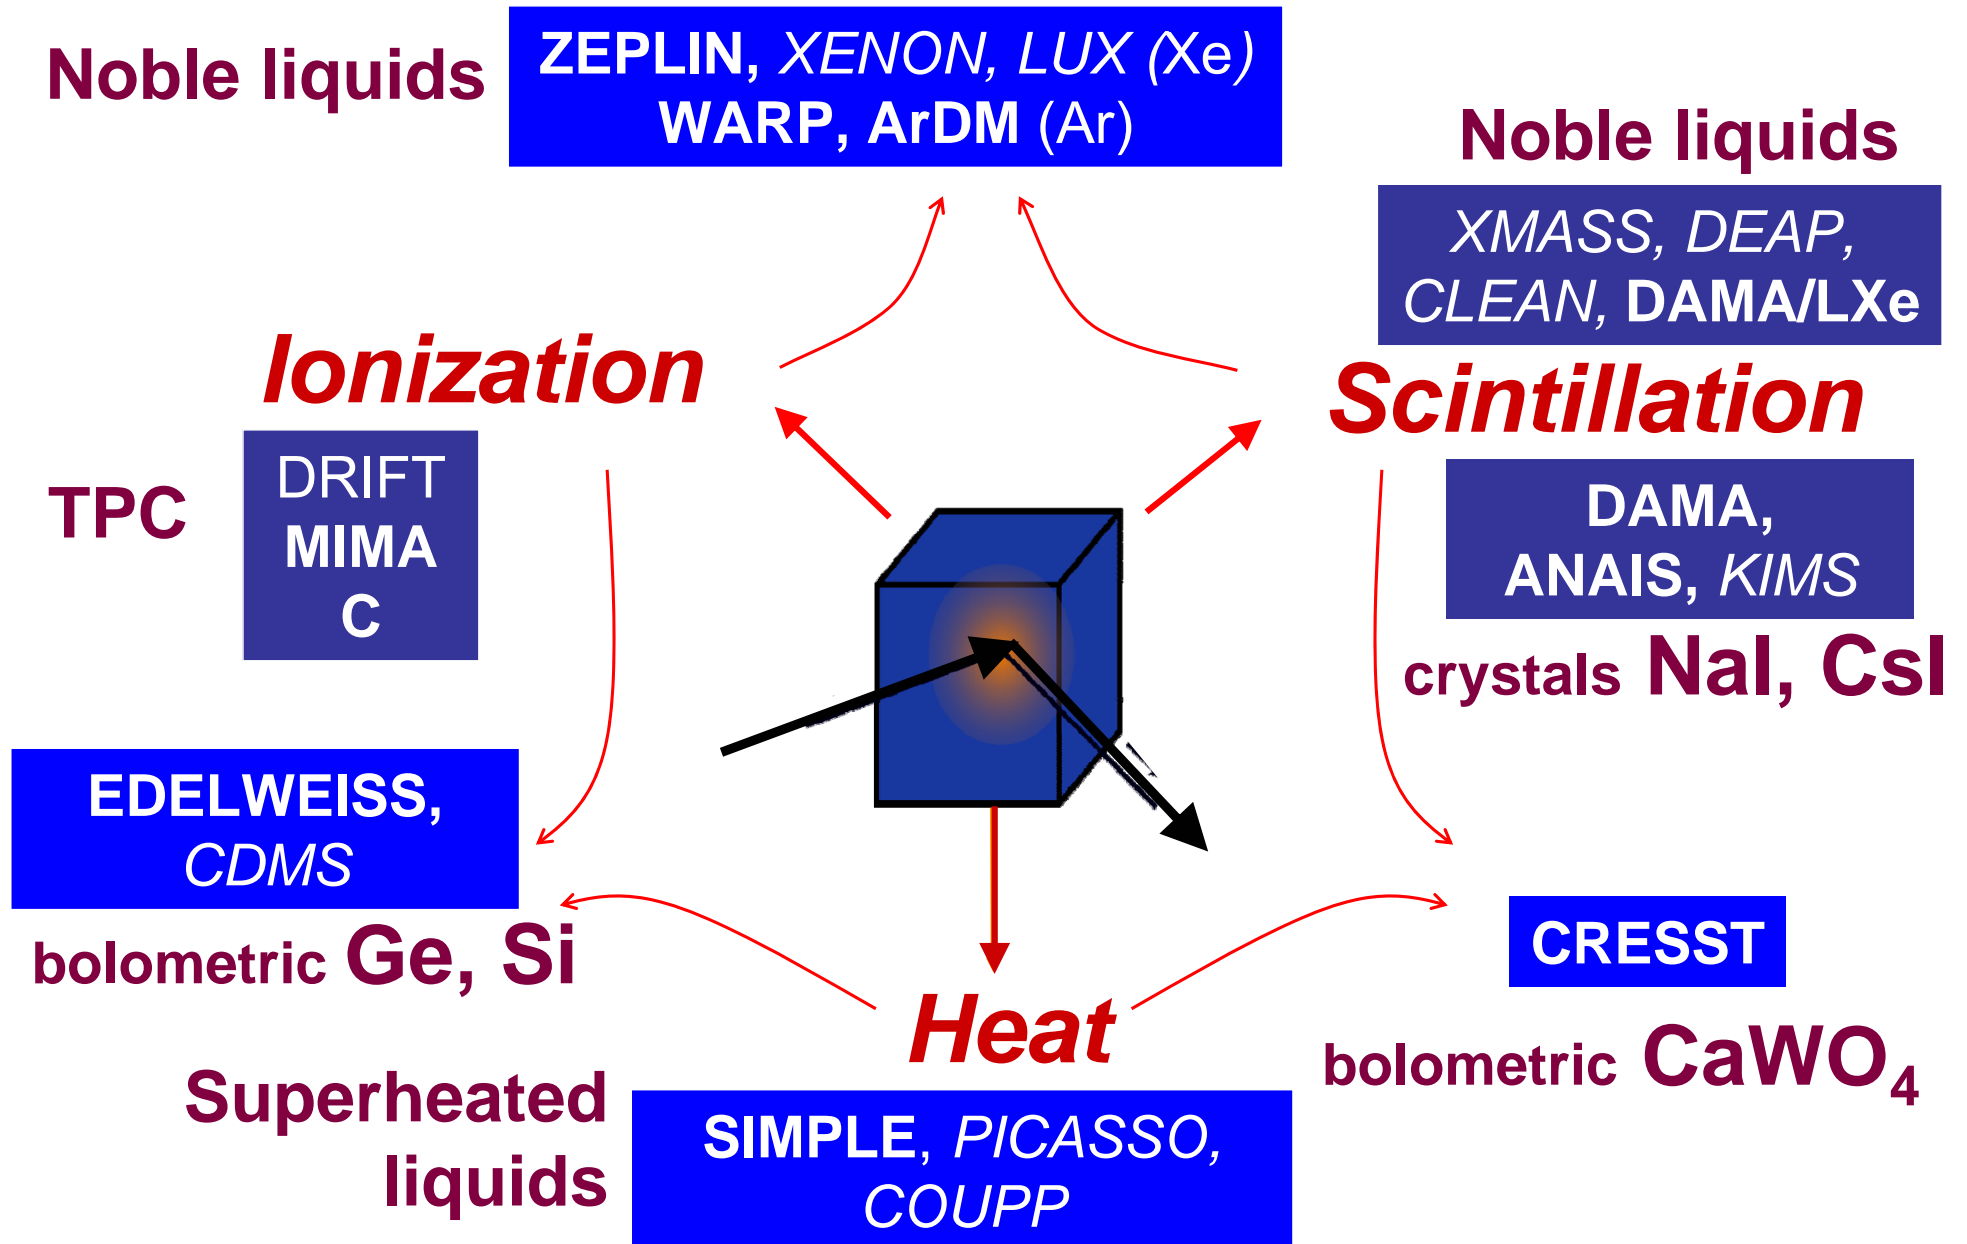 Noble liquids
ZEPLIN, XENON, LUX (Xe)
WARP, ArDM (Ar)
Noble liquids
XMASS, DEAP,
CLEAN, DAMA/LXe
Ionization
Scintillation
TPC
DRIFT
MIMA
C
DAMA,
ANAIS, KIMS
crystals NaI, CsI
EDELWEISS,
CDMS
bolometric Ge, Si
CRESST
bolometric CaWO₄
Heat
Superheated
liquids
SIMPLE, PICASSO,
COUPP